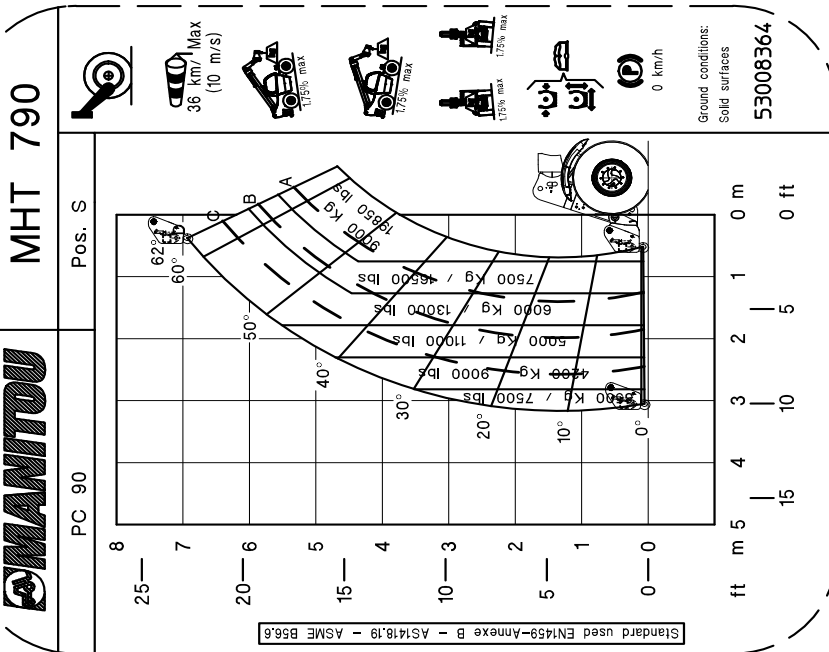 MANITOU
MHT 790
PC 90
Pos. S
8
7
6
5
4
3
2
1
0
m
25
20
15
10
5
0
ft
0 m
1
2
3
4
5
0 ft
5
10
15
62°
60°
50°
40°
30°
20°
10°
0°
C
B
A
9000 Kg
19850 lbs
7500 Kg / 16500 lbs
6000 Kg / 13000 lbs
5000 Kg / 11000 lbs
4200 Kg / 9000 lbs
Kg / 7500 lbs
36 km/ Max
(10 m/s)
1.75% max
1.75% max
1.75% max
1.75% max
(P)
0 km/h
Ground conditions:
Solid surfaces
53008364
Standard used EN1459-Annexe B - AS1418.19 - ASME B56.6